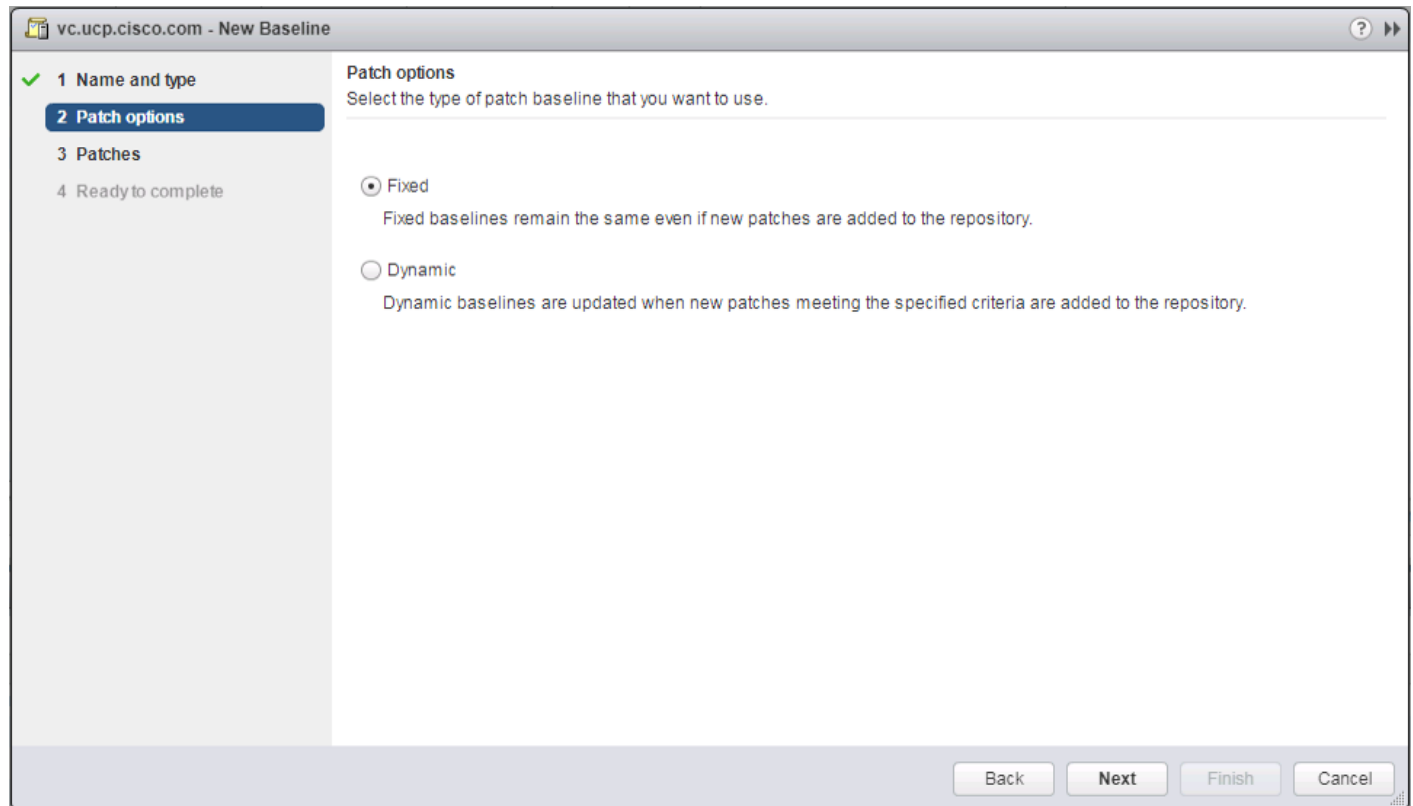 vc.ucp.cisco.com - New Baseline
?
1 Name and type
2 Patch options
3 Patches
4 Ready to complete
Patch options
Select the type of patch baseline that you want to use.
Fixed
Fixed baselines remain the same even if new patches are added to the repository.
Dynamic
Dynamic baselines are updated when new patches meeting the specified criteria are added to the repository.
Back
Next
Finish
Cancel